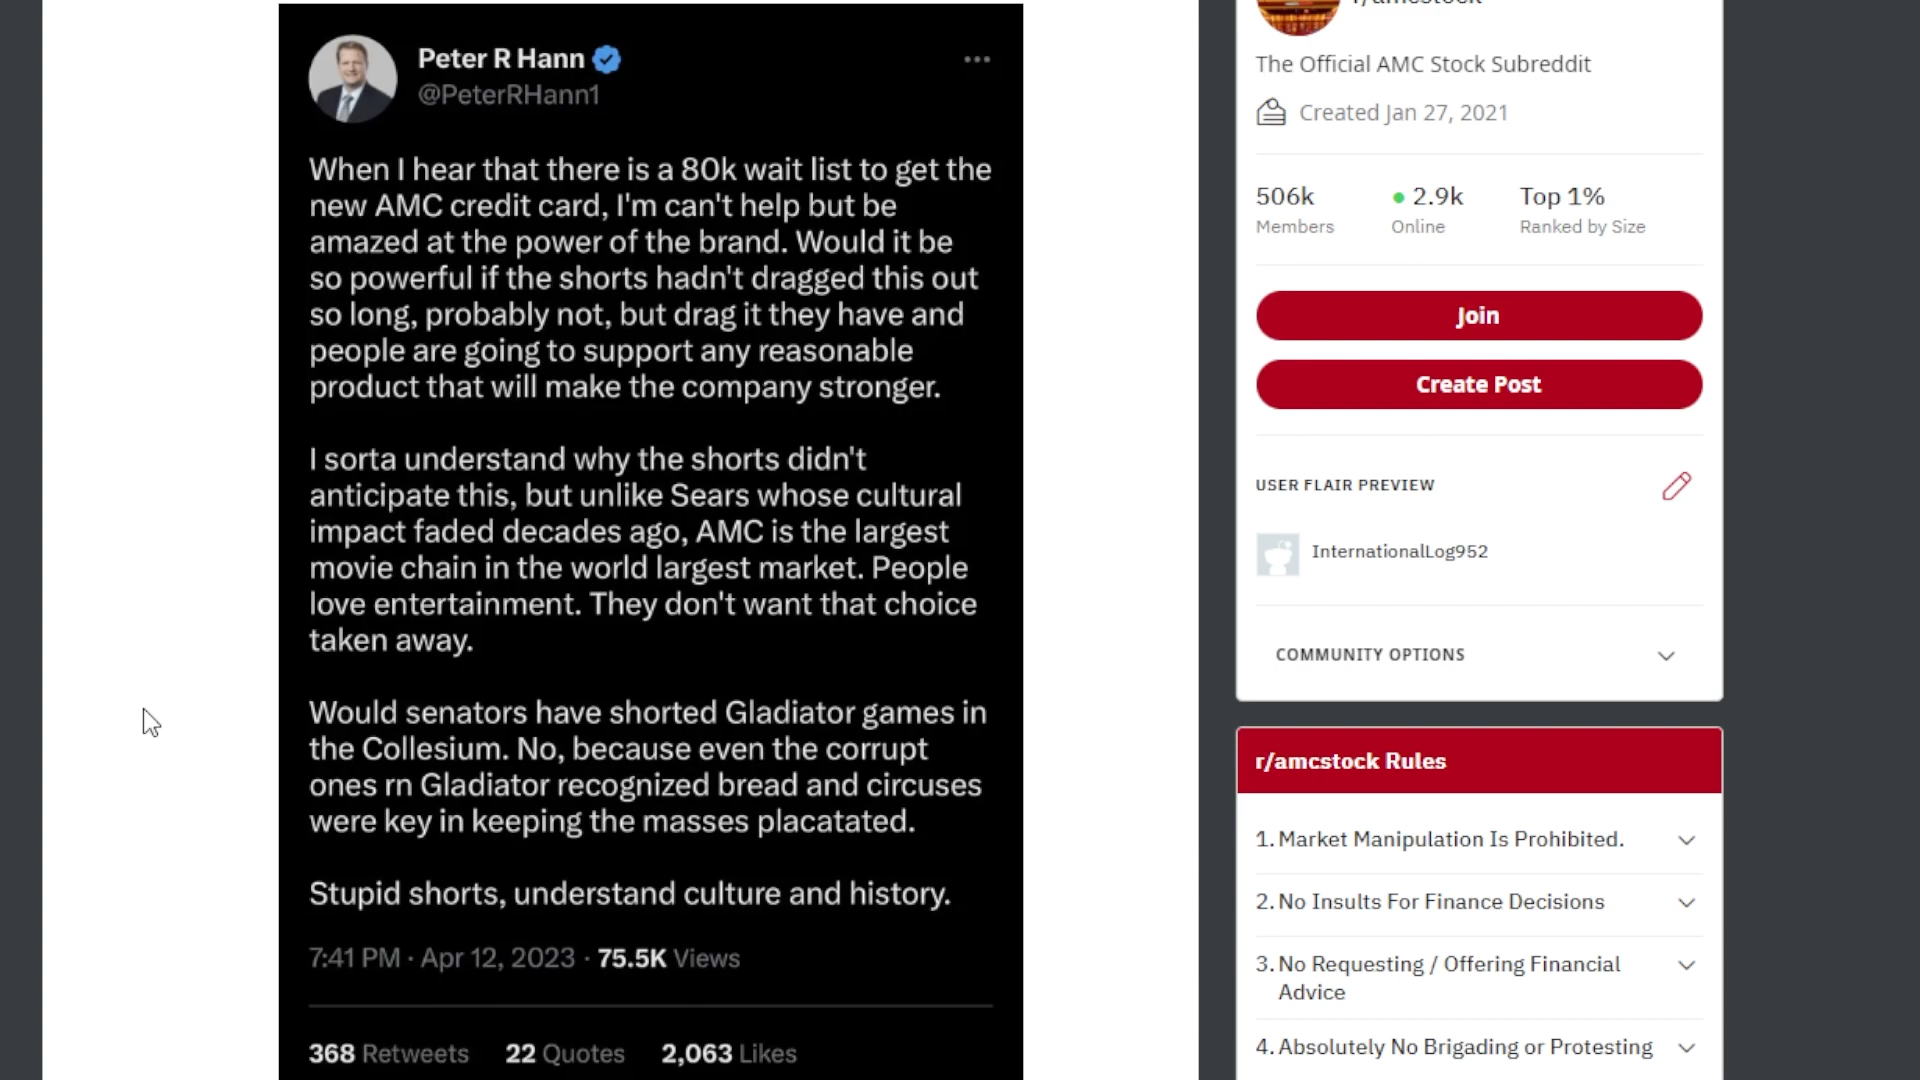 Peter R Hann
@PeterRHann1
When I hear that there is a 80k wait list to get the
new AMC credit card, I'm can't help but be
amazed at the power of the brand. Would it be
so powerful if the shorts hadn't dragged this out
so long, probably not, but drag it they have and
people are going to support any reasonable
product that will make the company stronger.
I sorta understand why the shorts didn't
anticipate this, but unlike Sears whose cultural
impact faded decades ago, AMC is the largest
movie chain in the world largest market. People
love entertainment. They don't want that choice
taken away.
Would senators have shorted Gladiator games in
the Collesium. No, because even the corrupt
ones rn Gladiator recognized bread and circuses
were key in keeping the masses placatated.
Stupid shorts, understand culture and history.
7:41 PM · Apr 12, 2023 · 75.5K Views
368 Retweets 22 Quotes 2,063 Likes
r/amcstock
The Official AMC Stock Subreddit
Created Jan 27, 2021
506k 2.9k Top 1%
Members Online Ranked by Size
Join
Create Post
USER FLAIR PREVIEW
InternationalLog952
COMMUNITY OPTIONS
r/amcstock Rules
1. Market Manipulation Is Prohibited.
2. No Insults For Finance Decisions
3. No Requesting / Offering Financial
Advice
4. Absolutely No Brigading or Protesting